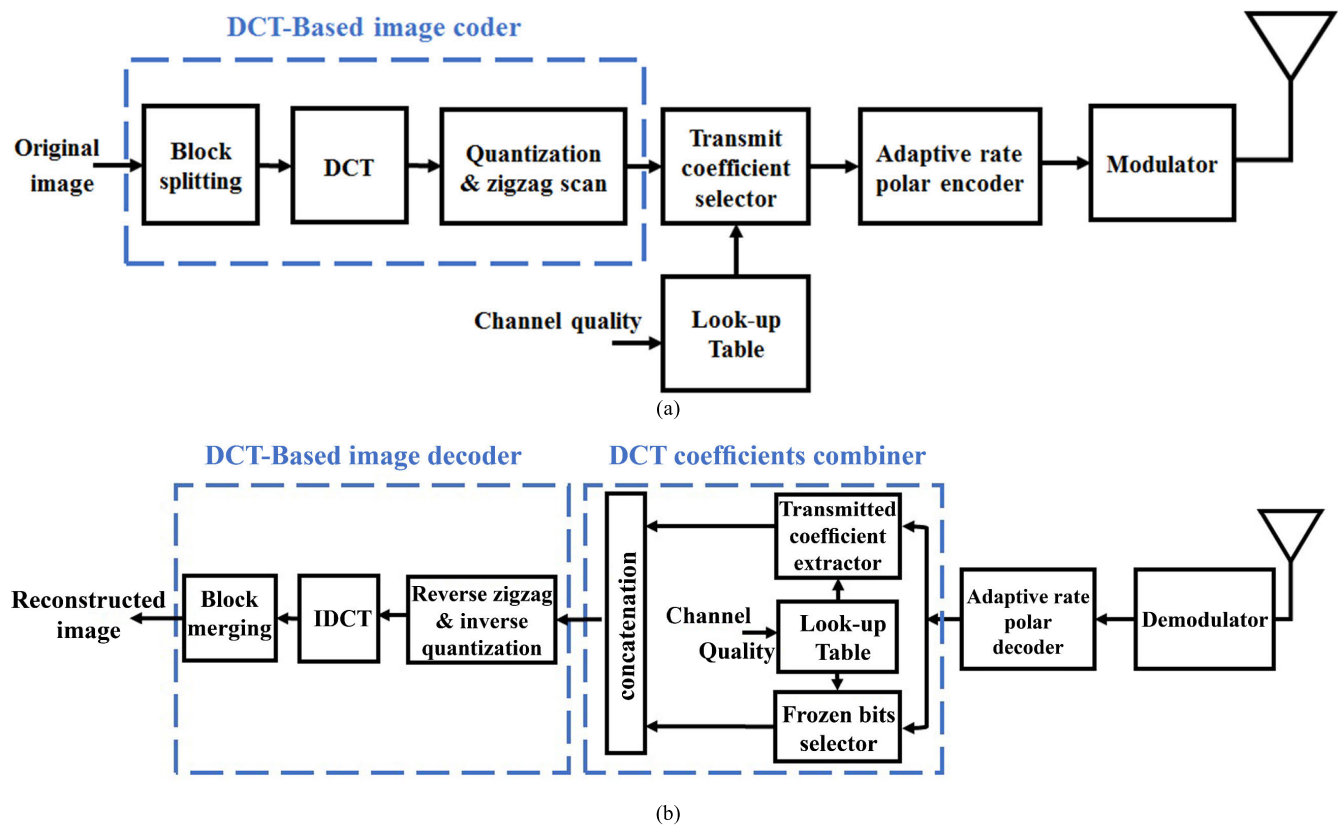 DCT-Based image coder
Original
image
Block
splitting
DCT
Quantization
& zigzag scan
Transmit
coefficient
selector
Adaptive rate
polar encoder
Modulator
Channel quality
Look-up
Table
(a)
DCT-Based image decoder
DCT coefficients combiner
Reconstructed
image
Block
merging
IDCT
Reverse zigzag
& inverse
quantization
concatenation
Transmitted
coefficient
extractor
Channel
Quality
Look-up
Table
Frozen bits
selector
Adaptive rate
polar
decoder
Demodulator
(b)